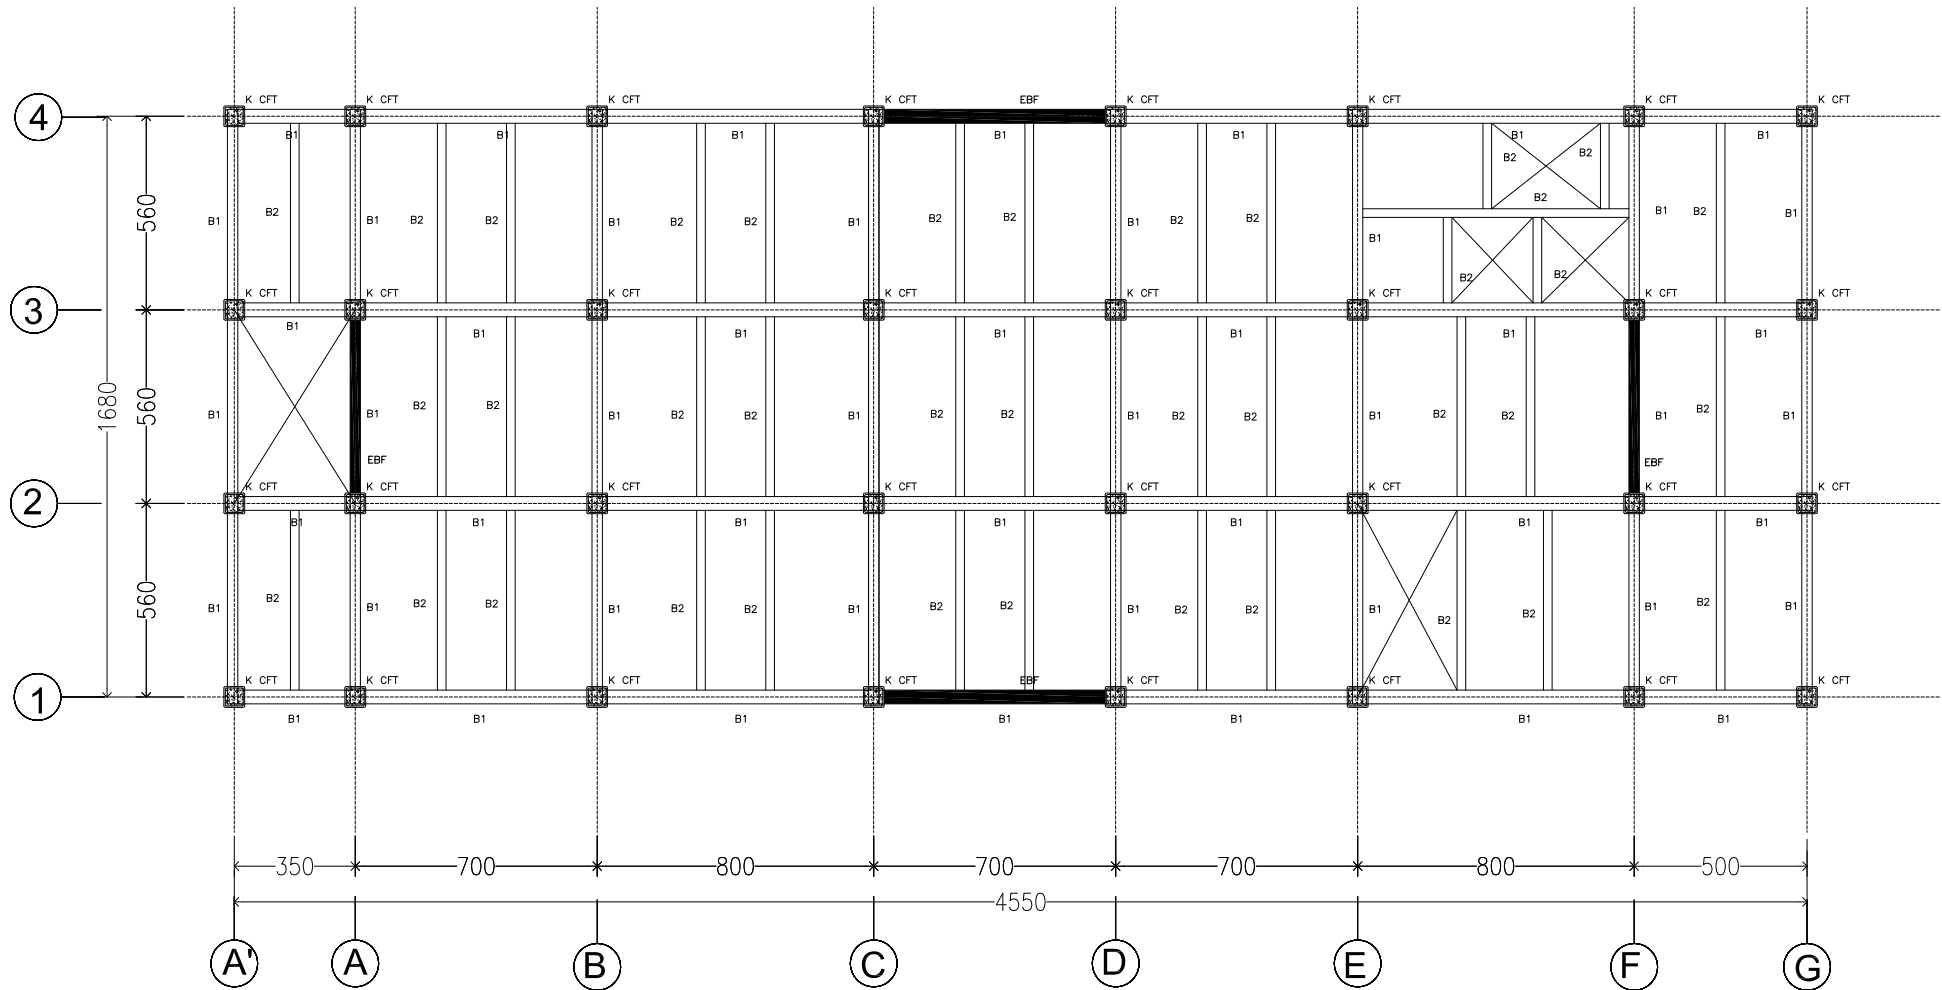 K CFT K CFT K CFT K CFT EBF K CFT K CFT K CFT K CFT
4
B1 B1 B1 B1 B1 B1 B1
B2 B2
B2
560
B1 B2 B1 B2 B2 B1 B2 B2 B1 B2 B2 B1 B2 B2 B1 B2 B1
B1
B2 B2
K CFT K CFT K CFT K CFT K CFT K CFT K CFT K CFT
3
B1 B1 B1 B1 B1 B1 B1
1680
560
B1 B1 B2 B2 B1 B2 B2 B1 B2 B2 B1 B2 B2 B1 B2 B2 B1 B2 B1
EBF EBF
K CFT K CFT K CFT K CFT K CFT K CFT K CFT K CFT
2
B1 B1 B1 B1 B1 B1 B1
560
B1 B2 B1 B2 B2 B1 B2 B2 B1 B2 B2 B1 B2 B2 B1 B2 B2 B1 B2 B1
K CFT K CFT K CFT K CFT EBF K CFT K CFT K CFT K CFT
1
B1 B1 B1 B1 B1 B1 B1
350 700 800 700 700 800 500
4550
A' A B C D E F G